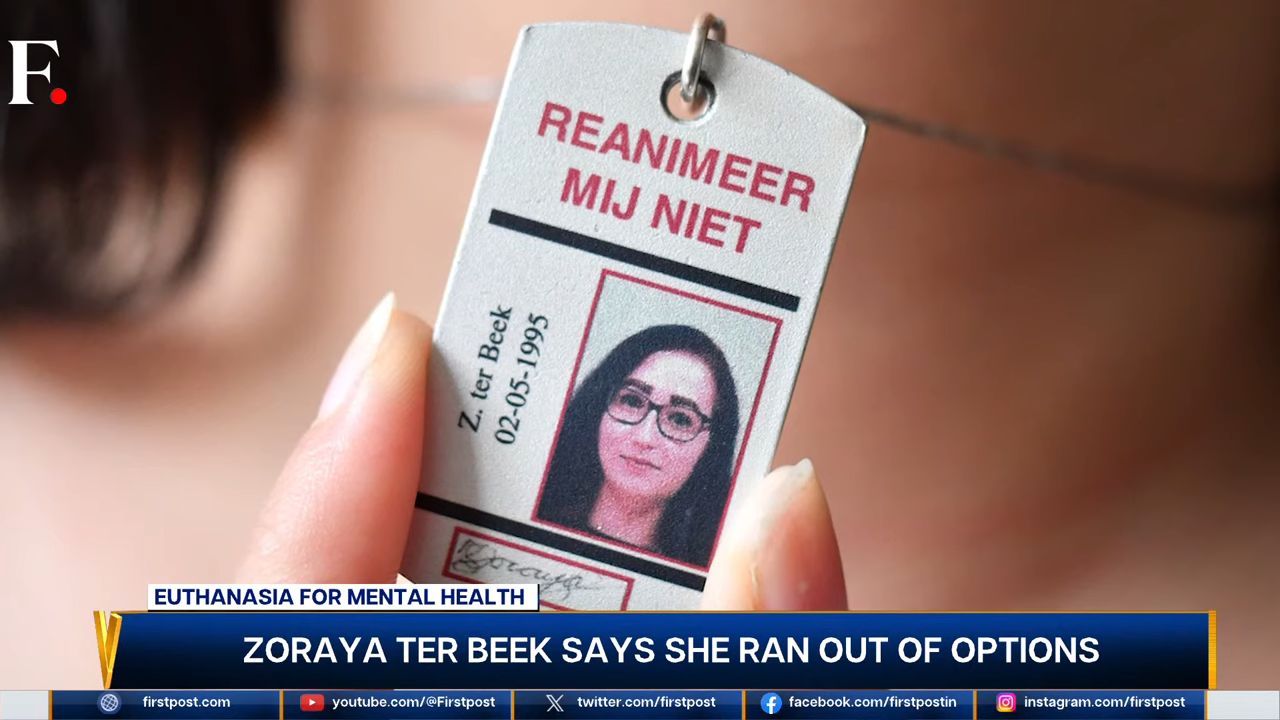 F.
REANIMEER
MIJ NIET
Z. ter Beek
02-05-1995
Zoraya
EUTHANASIA FOR MENTAL HEALTH
ZORAYA TER BEEK SAYS SHE RAN OUT OF OPTIONS
firstpost.com
youtube.com/@Firstpost
twitter.com/firstpost
facebook.com/firstpostin
instagram.com/firstpost